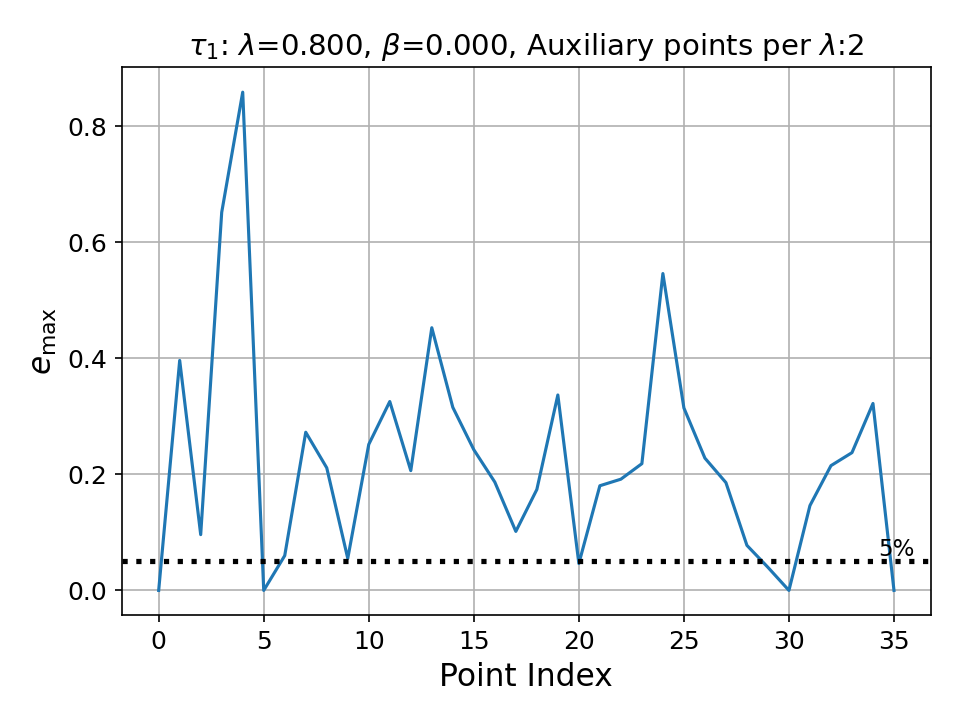 τ₁: λ=0.800, β=0.000, Auxiliary points per λ:2
0.8
0.6
0.4
0.2
0.0
e_max
5%
0 5 10 15 20 25 30 35
Point Index